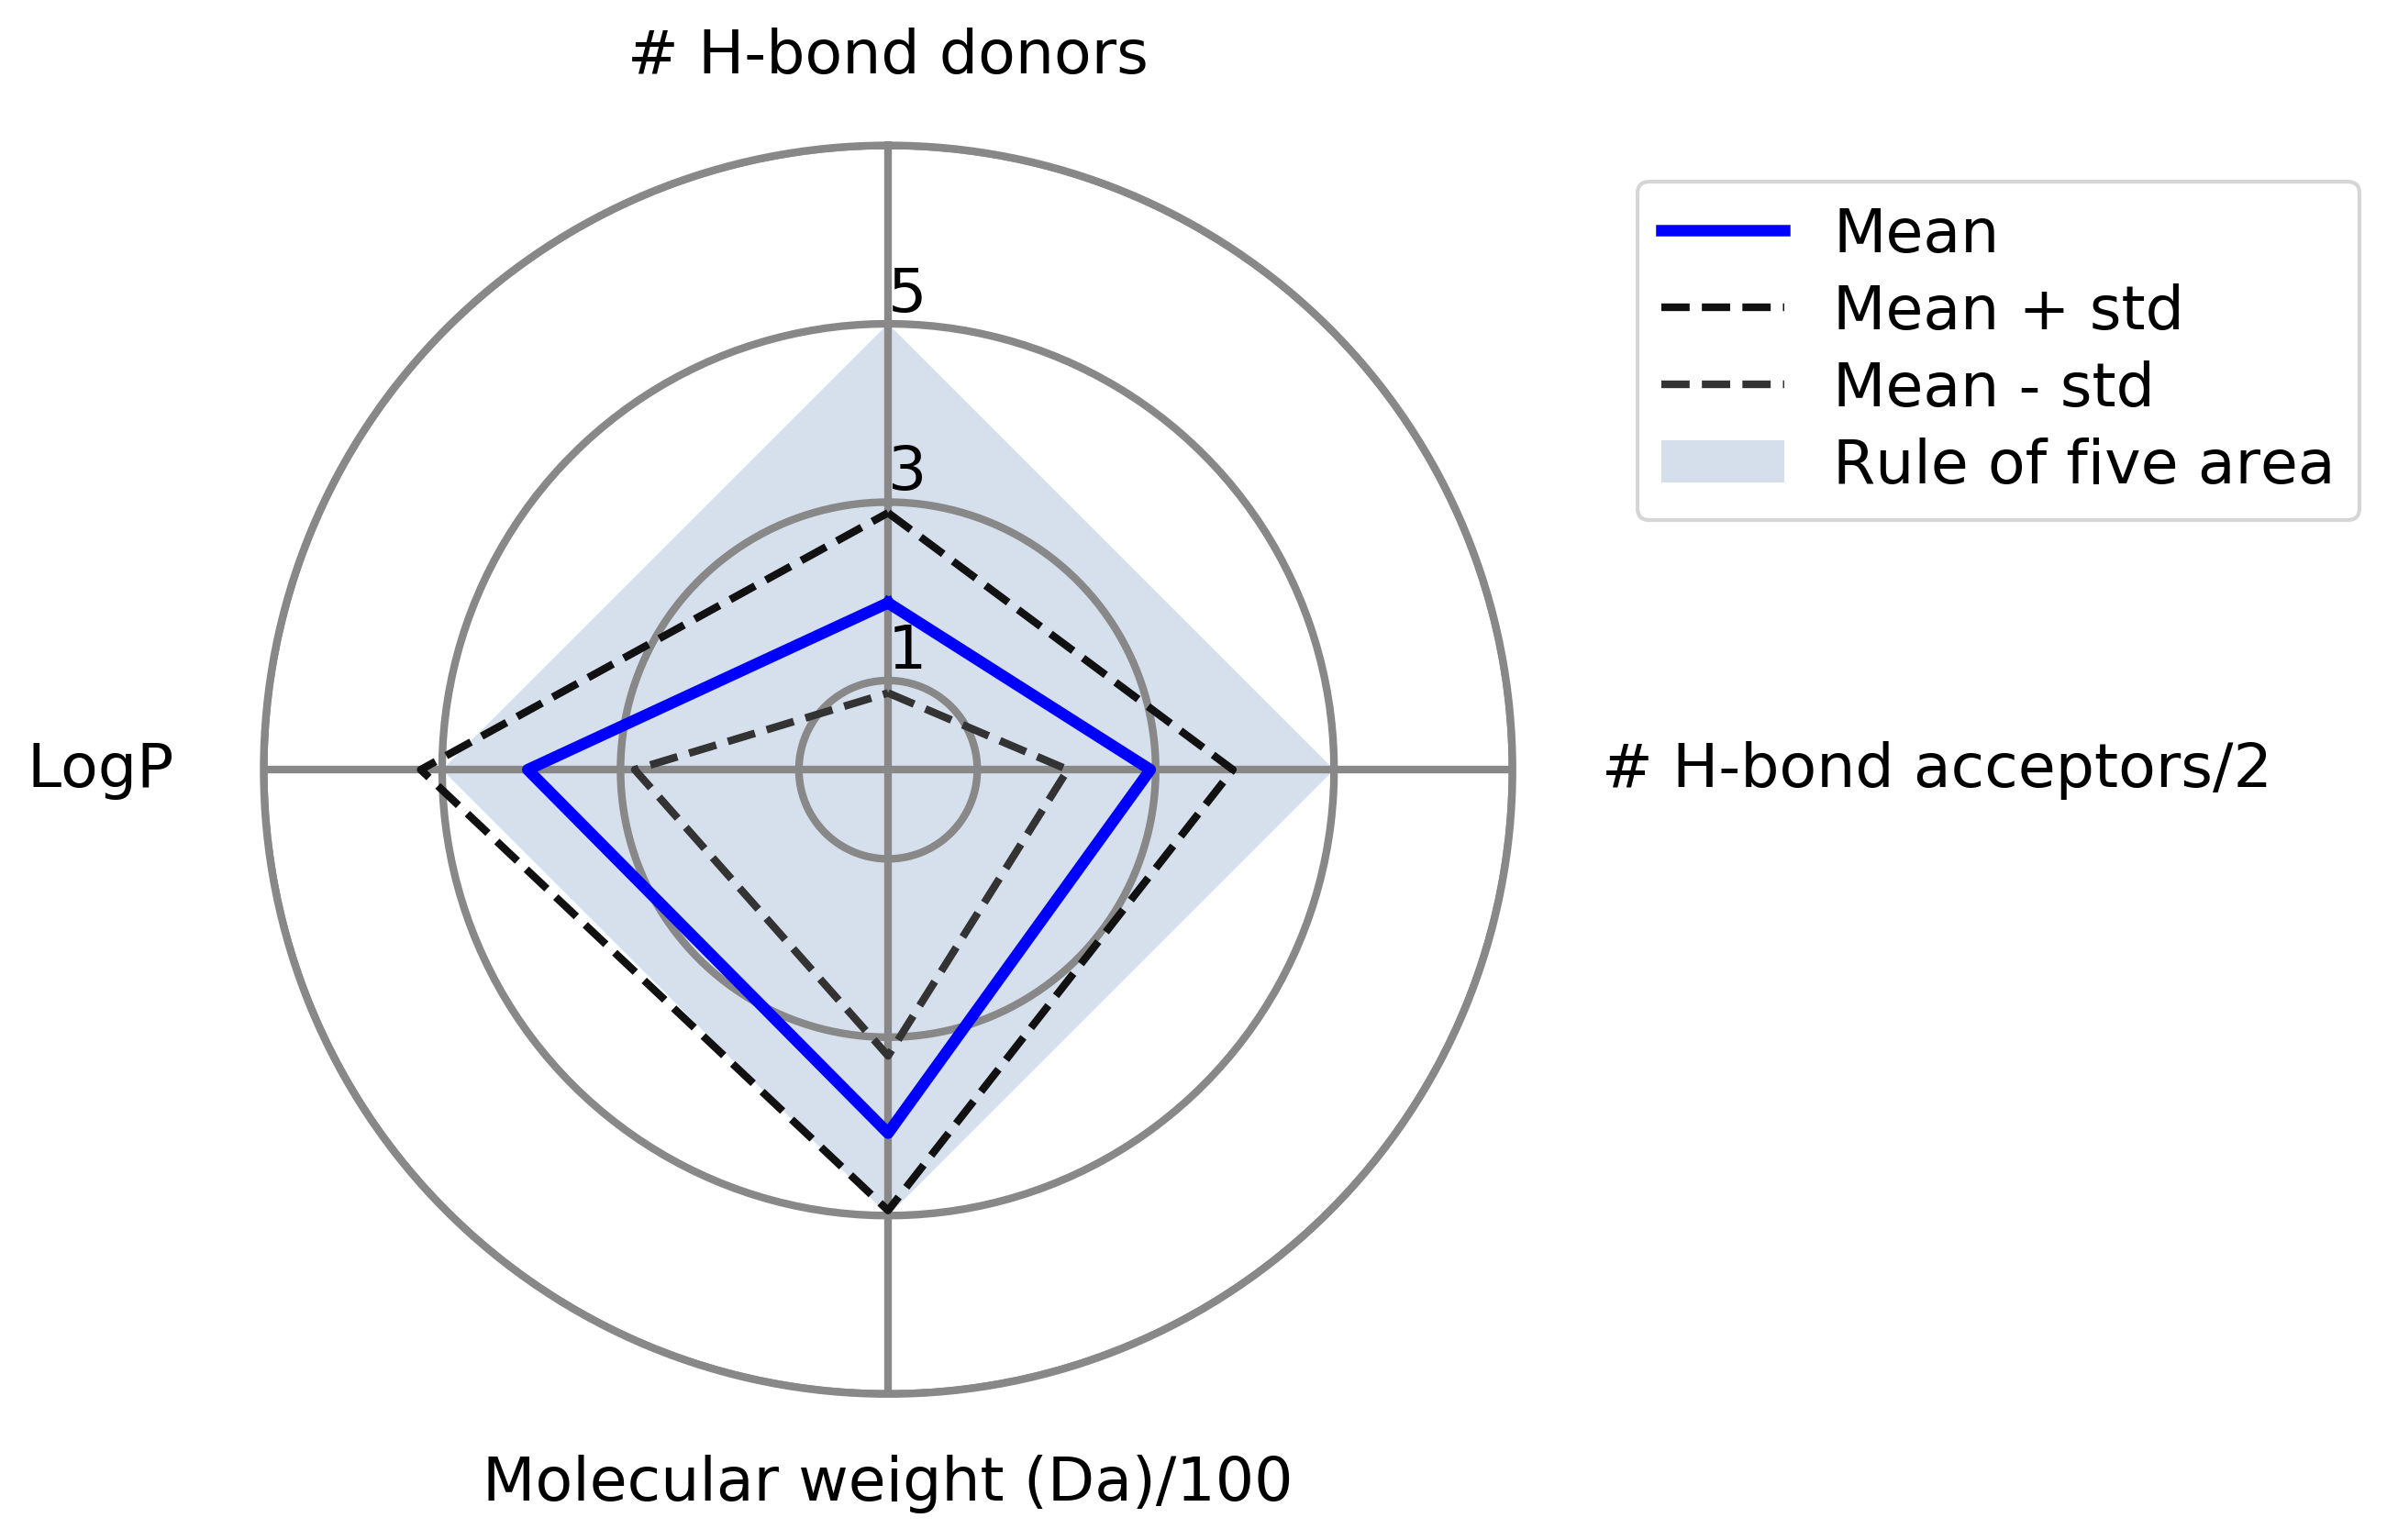 # H-bond donors
5
3
1
LogP
# H-bond acceptors/2
Molecular weight (Da)/100
Mean
Mean + std
Mean - std
Rule of five area